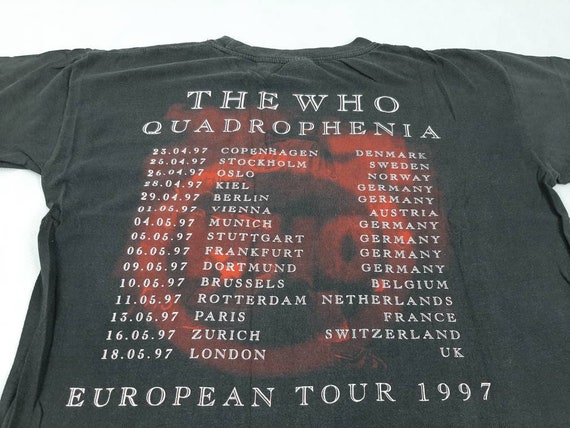 THE WHO
QUADROPHENIA
23.04.97 COPENHAGEN DENMARK
25.04.97 STOCKHOLM SWEDEN
26.04.97 OSLO NORWAY
28.04.97 KIEL GERMANY
29.04.97 BERLIN GERMANY
01.05.97 VIENNA AUSTRIA
04.05.97 MUNICH GERMANY
05.05.97 STUTTGART GERMANY
06.05.97 FRANKFURT GERMANY
09.05.97 DORTMUND GERMANY
10.05.97 BRUSSELS BELGIUM
11.05.97 ROTTERDAM NETHERLANDS
13.05.97 PARIS FRANCE
16.05.97 ZURICH SWITZERLAND
18.05.97 LONDON UK
EUROPEAN TOUR 1997